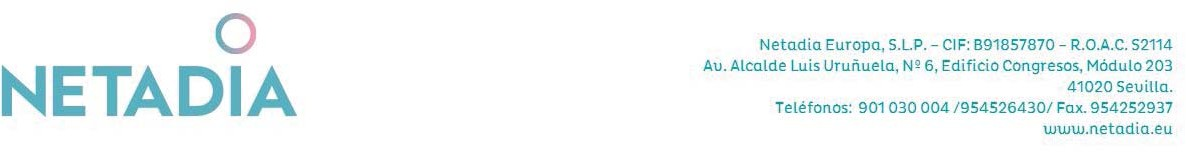 NETADIA
Netadia Europa, S.L.P. – CIF: B91857870 – R.O.A.C. S2114
Av. Alcalde Luis Uruñuela, Nº 6, Edificio Congresos, Módulo 203
41020 Sevilla.
Teléfonos: 901 030 004 /954526430/ Fax. 954252937
www.netadia.eu